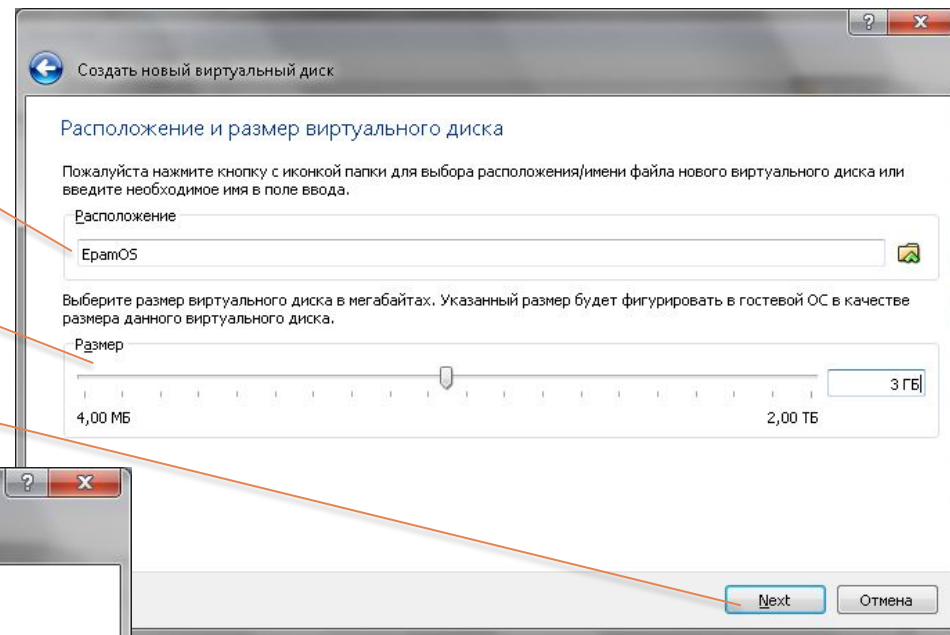 Создать новый виртуальный диск
Расположение и размер виртуального диска
Пожалуйста нажмите кнопку с иконкой папки для выбора расположения/имени файла нового виртуального диска или
введите необходимое имя в поле ввода.
Расположение
EpamOS
Выберите размер виртуального диска в мегабайтах. Указанный размер будет фигурировать в гостевой ОС в качестве
размера данного виртуального диска.
Размер
3 ГБ
4,00 МБ 2,00 ТБ
Next Отмена